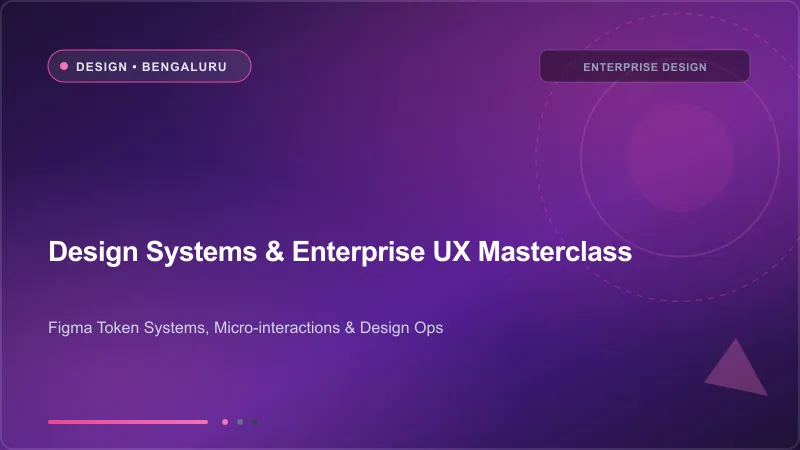 DESIGN • BENGALURU
ENTERPRISE DESIGN
Design Systems & Enterprise UX Masterclass
Figma Token Systems, Micro-interactions & Design Ops